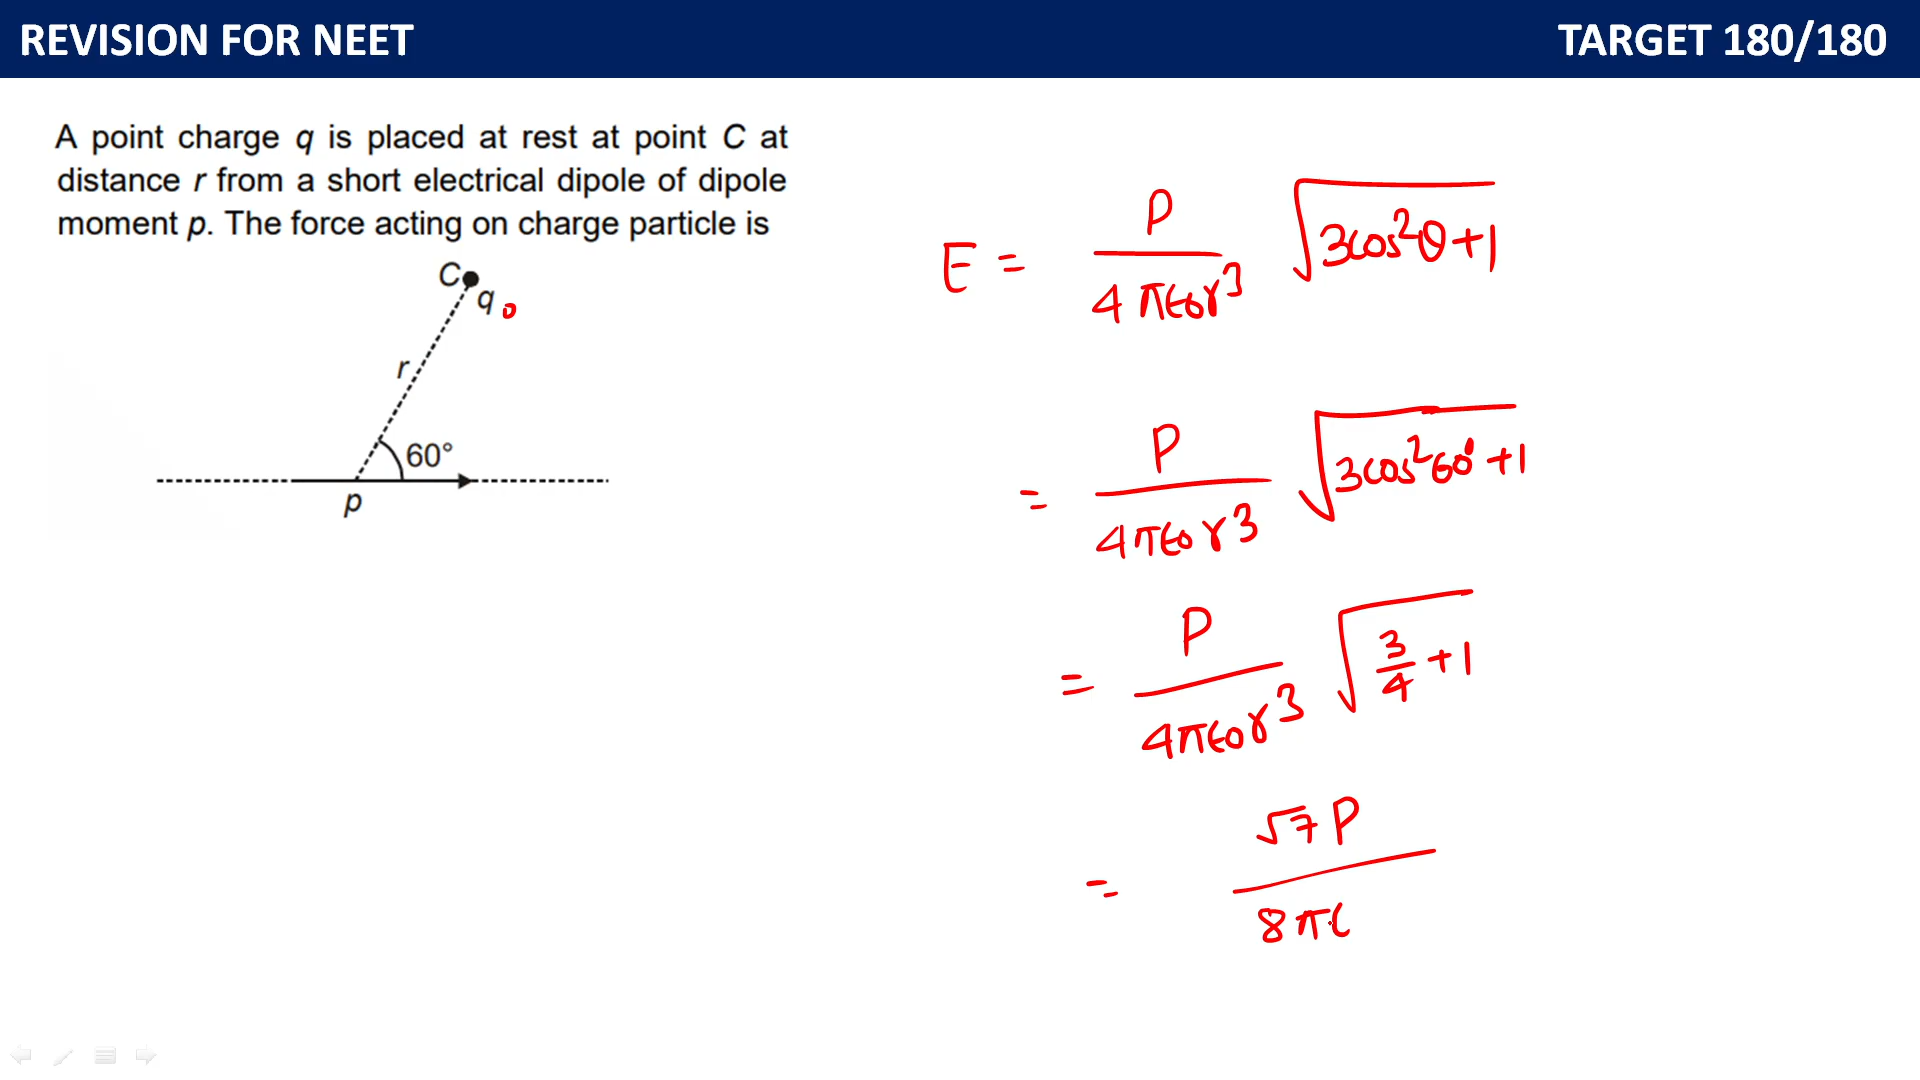 REVISION FOR NEET
TARGET 180/180
A point charge q is placed at rest at point C at
distance r from a short electrical dipole of dipole
moment p. The force acting on charge particle is
C
q 0
r
60°
p
E = P / 4πε0r³ √(3cos²θ+1)
= P / 4πε0r³ √(3cos²60°+1)
= P / 4πε0r³ √(3/4+1)
= √7 P / 8π(